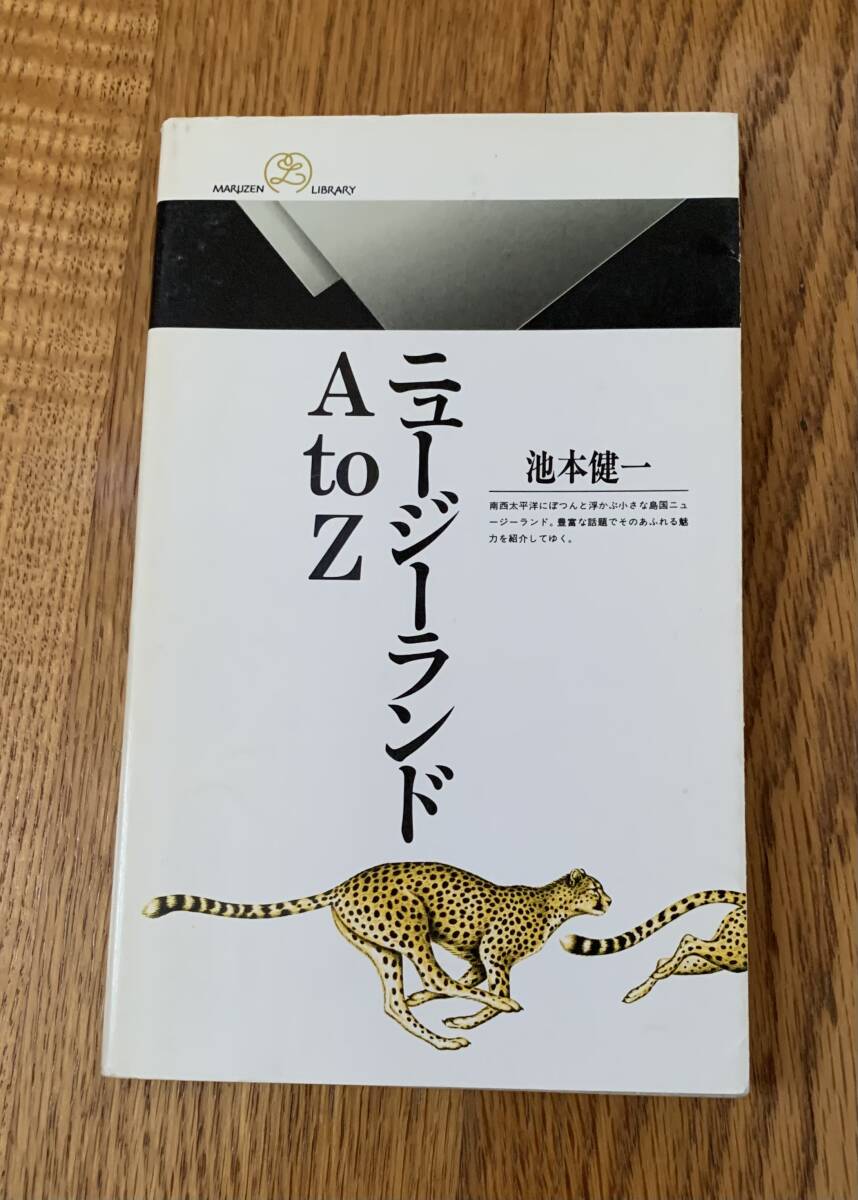 MARUZEN LIBRARY
ニュージーランド
A to Z
池本健一
南西太平洋にぽつんと浮かぶ小さな島国ニュ
ージーランド。豊富な話題でそのあふれる魅
力を紹介してゆく。